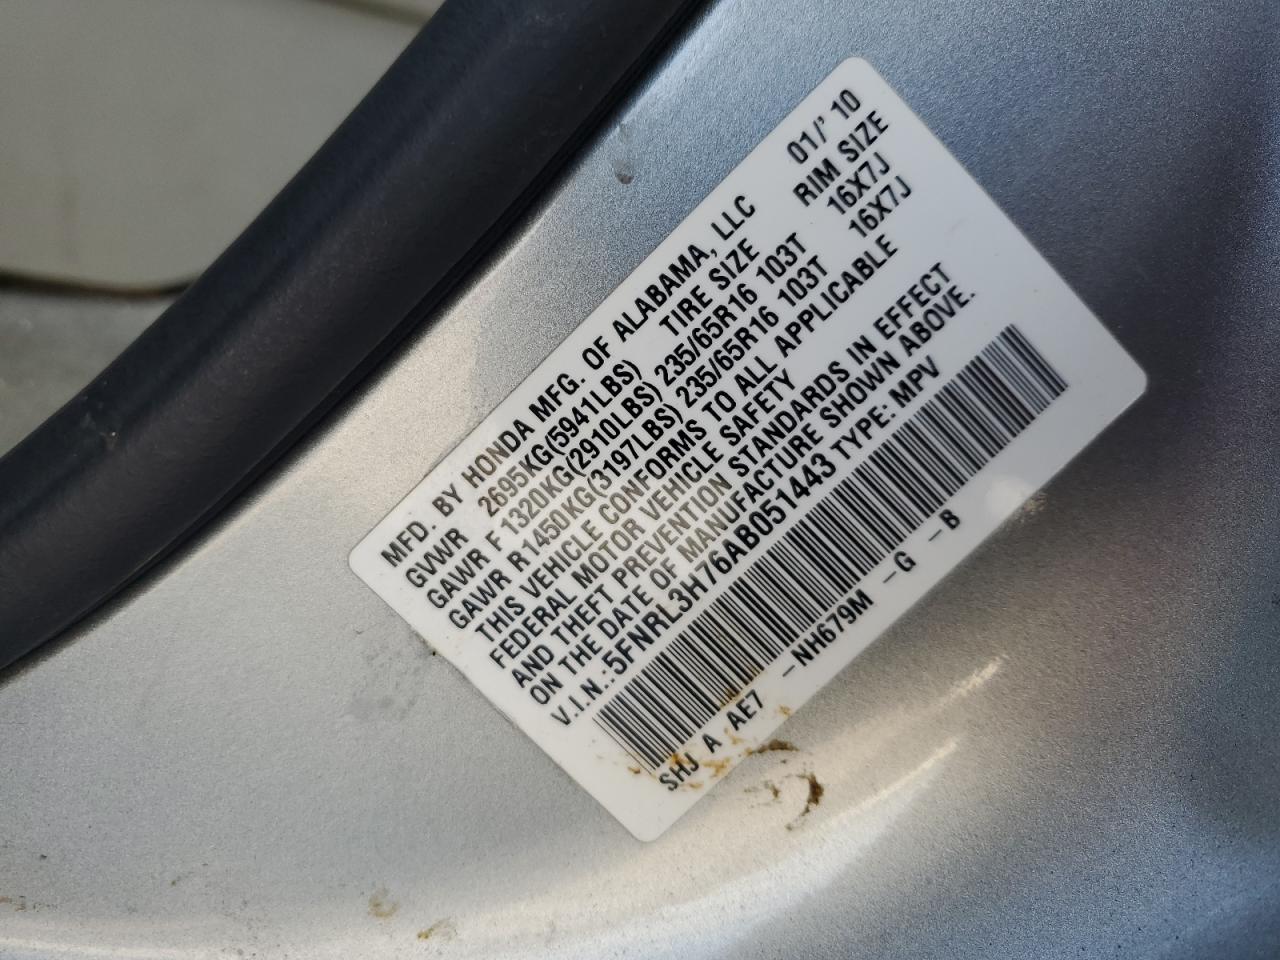 MFD. BY HONDA MFG. OF ALABAMA, LLC 01/' 10
GVWR 2695KG(5941LBS) TIRE SIZE RIM SIZE
GAWR F 1320KG(2910LBS) 235/65R16 103T 16X7J
GAWR R1450KG(3197LBS) 235/65R16 103T 16X7J
THIS VEHICLE CONFORMS TO ALL APPLICABLE
FEDERAL MOTOR VEHICLE SAFETY
AND THEFT PREVENTION STANDARDS IN EFFECT
ON THE DATE OF MANUFACTURE SHOWN ABOVE.
V.I.N.:5FNRL3H76AB051443 TYPE: MPV
SHJ A AE7 -NH679M -G -B